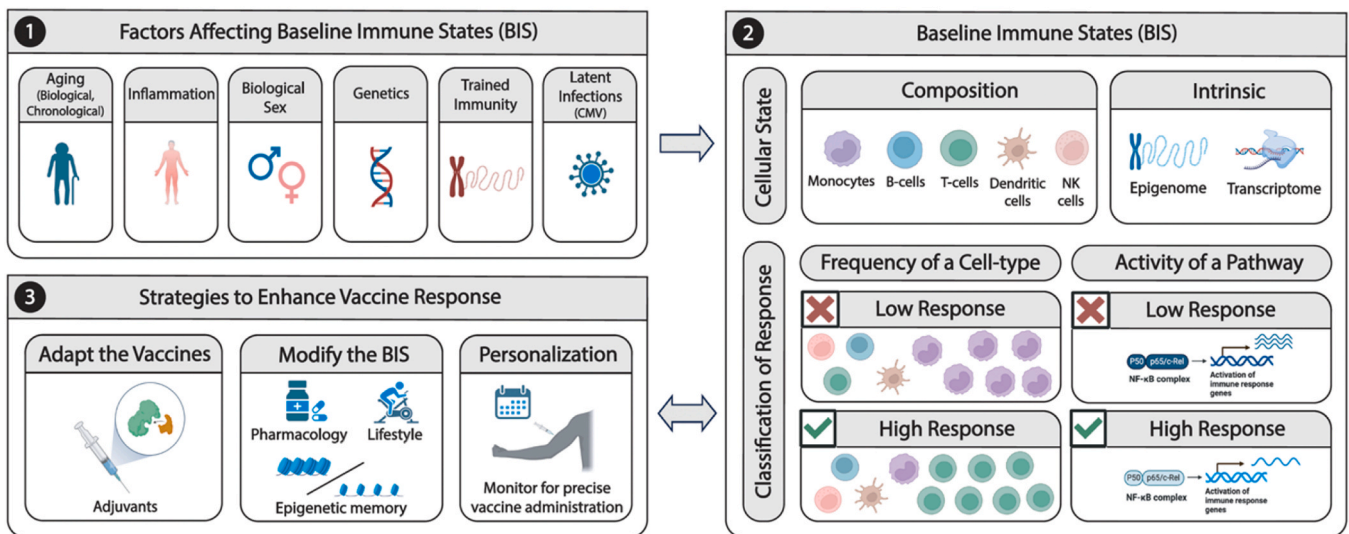 1
Factors Affecting Baseline Immune States (BIS)
Aging
(Biological,
Chronological)
Inflammation
Biological
Sex
Genetics
Trained
Immunity
Latent
Infections
(CMV)
2
Baseline Immune States (BIS)
Cellular State
Composition
Monocytes
B-cells
T-cells
Dendritic
cells
NK
cells
Intrinsic
Epigenome
Transcriptome
Classification of Response
Frequency of a Cell-type
Low Response
High Response
Activity of a Pathway
Low Response
P50 p65/c-Rel
NF-κB complex
Activation of
immune response
genes
High Response
P50 p65/c-Rel
NF-κB complex
Activation of
immune response
genes
3
Strategies to Enhance Vaccine Response
Adapt the Vaccines
Adjuvants
Modify the BIS
Pharmacology
Lifestyle
Epigenetic memory
Personalization
Monitor for precise
vaccine administration